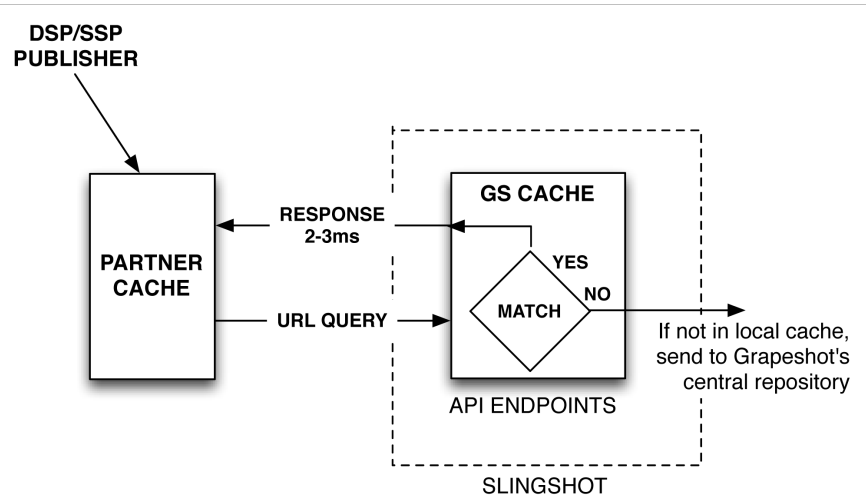 DSP/SSP
PUBLISHER
GS CACHE
RESPONSE
2-3ms
YES
PARTNER
CACHE
NO
MATCH
URL QUERY
If not in local cache,
send to Grapeshot's
central repository
API ENDPOINTS
SLINGSHOT